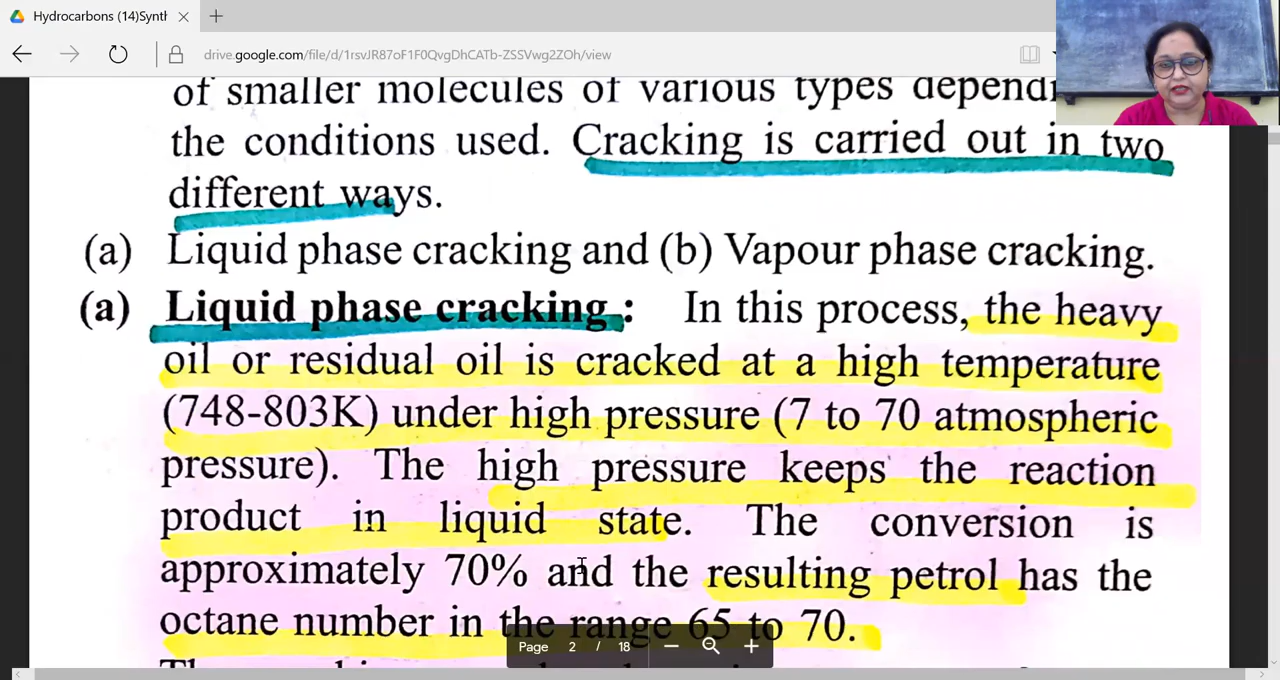 Hydrocarbons (14)Synth
drive.google.com/file/d/1rsvJR87oF1F0QvgDhCATb-ZSSVwg2ZOh/view
of smaller molecules of various types dependi
the conditions used. Cracking is carried out in two
different ways.
(a) Liquid phase cracking and (b) Vapour phase cracking.
(a) Liquid phase cracking : In this process, the heavy
oil or residual oil is cracked at a high temperature
(748-803K) under high pressure (7 to 70 atmospheric
pressure). The high pressure keeps the reaction
product in liquid state. The conversion is
approximately 70% and the resulting petrol has the
octane number in the range 65 to 70.
Page 2 / 18